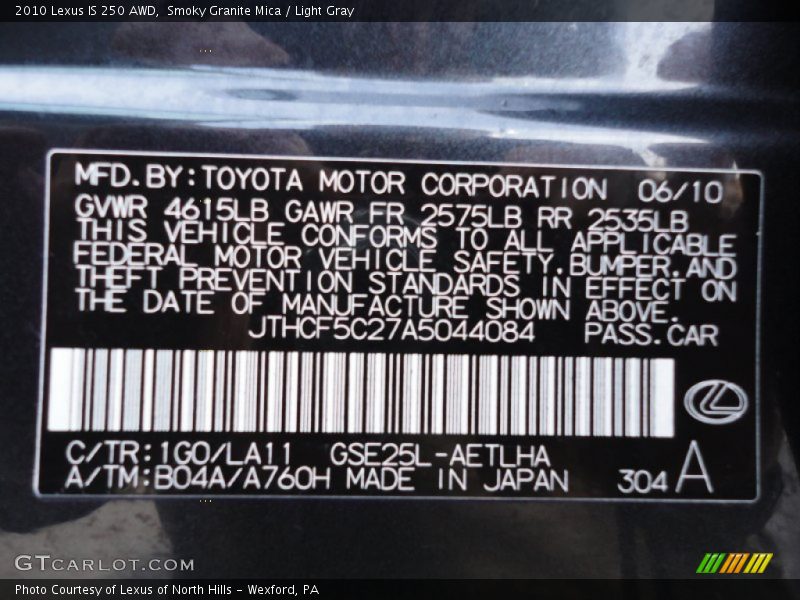 2010 Lexus IS 250 AWD, Smoky Granite Mica / Light Gray
MFD.BY:TOYOTA MOTOR CORPORATION 06/10
GVWR 4615LB GAWR FR 2575LB RR 2535LB
THIS VEHICLE CONFORMS TO ALL APPLICABLE
FEDERAL MOTOR VEHICLE SAFETY.BUMPER.AND
THEFT PREVENTION STANDARDS IN EFFECT ON
THE DATE OF MANUFACTURE SHOWN ABOVE.
JTHCF5C27A5044084 PASS.CAR
C/TR:1G0/LA11 GSE25L-AETLHA
A/TM:B04A/A760H MADE IN JAPAN 304 A
GTCARLOT.COM
Photo Courtesy of Lexus of North Hills - Wexford, PA